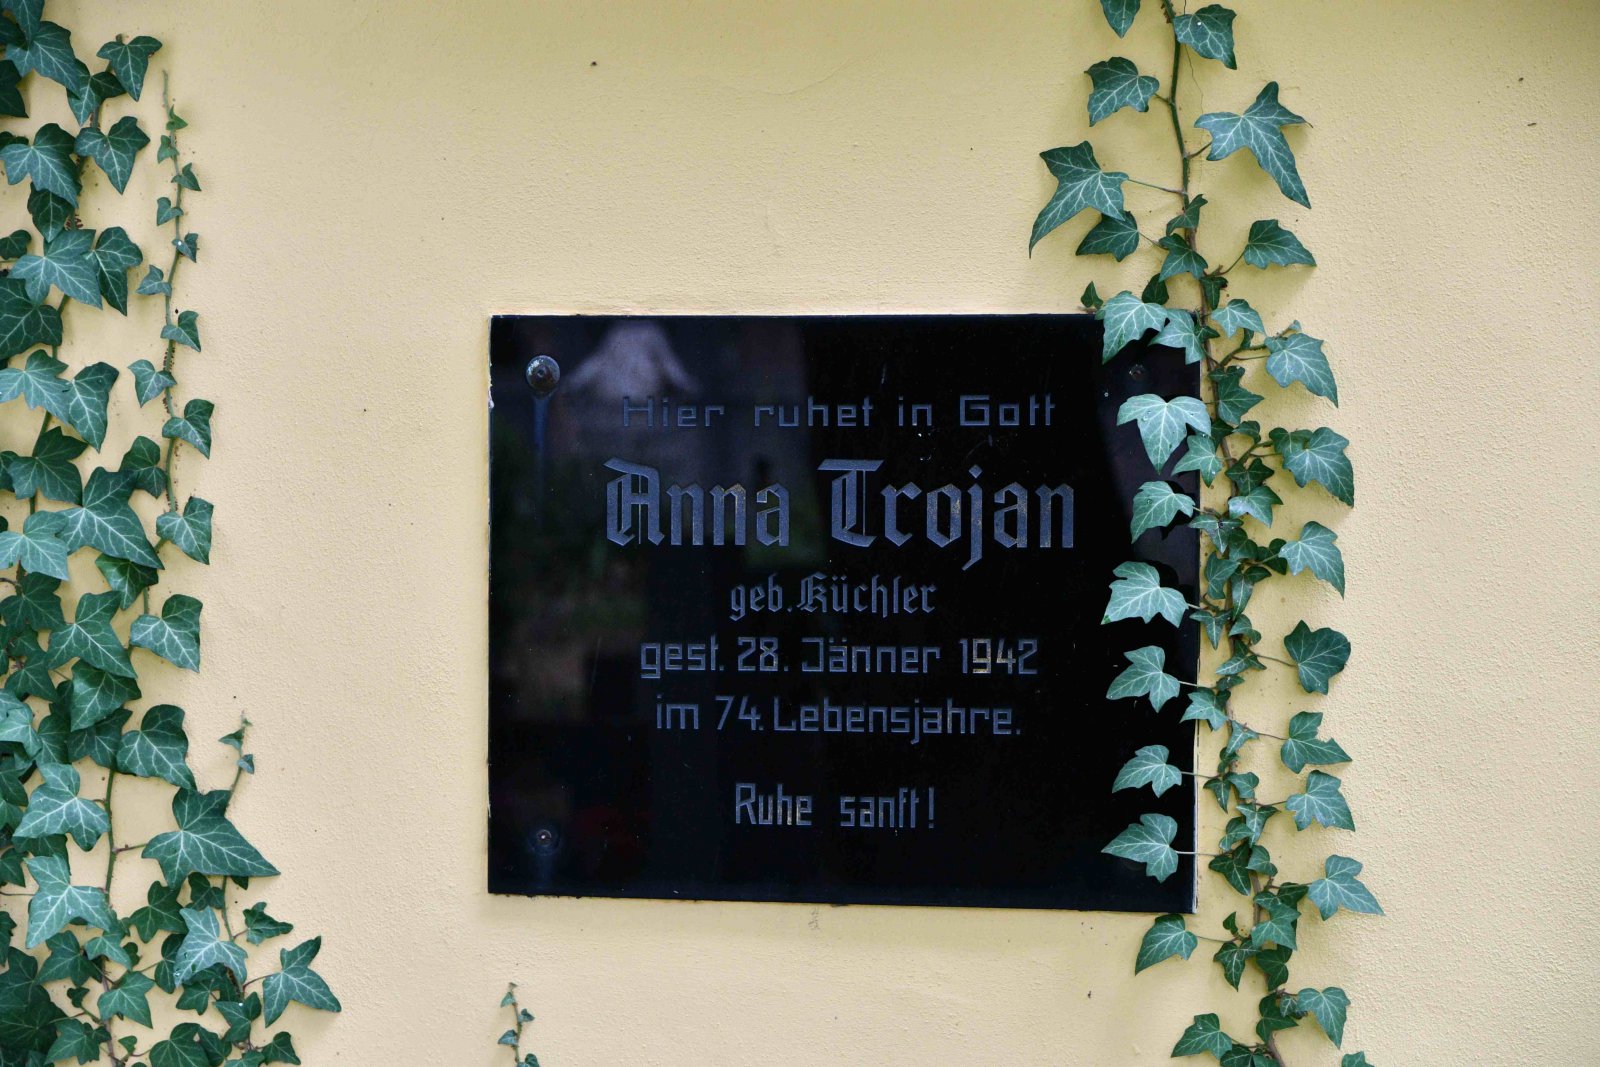 Hier ruhet in Gott
Anna Trojan
geb. Küchler
gest. 28. Jänner 1942
im 74. Lebensjahre.
Ruhe sanft!